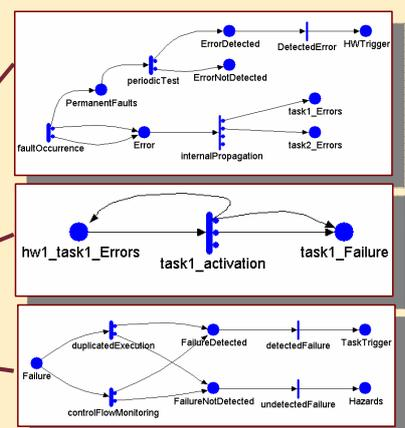 ErrorDetected
DetectedError
HWTrigger
periodicTest
ErrorNotDetected
PermanentFaults
task1_Errors
faultOccurrence
Error
internalPropagation
task2_Errors
hw1_task1_Errors
task1_activation
task1_Failure
duplicatedExecution
FailureDetected
detectedFailure
TaskTrigger
Failure
controlFlowMonitoring
FailureNotDetected
undetectedFailure
Hazards